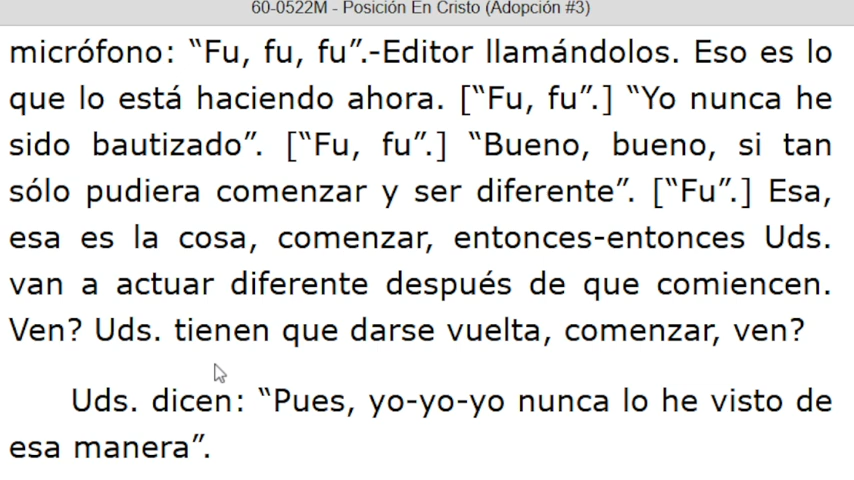 60-0522M - Posición En Cristo (Adopción #3)
micrófono: “Fu, fu, fu”.-Editor llamándolos. Eso es lo
que lo está haciendo ahora. [“Fu, fu”.] “Yo nunca he
sido bautizado”. [“Fu, fu”.] “Bueno, bueno, si tan
sólo pudiera comenzar y ser diferente”. [“Fu”.] Esa,
esa es la cosa, comenzar, entonces-entonces Uds.
van a actuar diferente después de que comiencen.
Ven? Uds. tienen que darse vuelta, comenzar, ven?
Uds. dicen: “Pues, yo-yo-yo nunca lo he visto de
esa manera”.